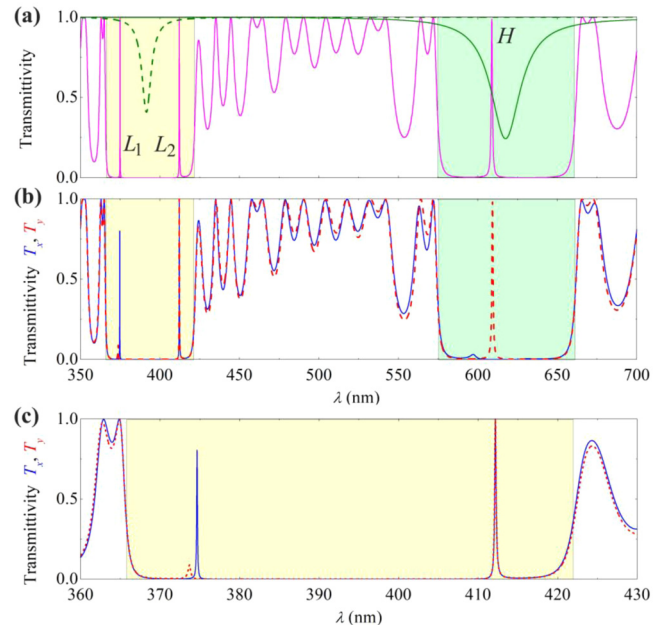 (a)
1.0
0.5
0.0
Transmittivity
L1 L2
H
(b)
1.0
0.5
0.0
Transmittivity Tx, Ty
350 400 450 500 550 600 650 700
λ (nm)
(c)
1.0
0.5
0.0
Transmittivity Tx, Ty
360 370 380 390 400 410 420 430
λ (nm)